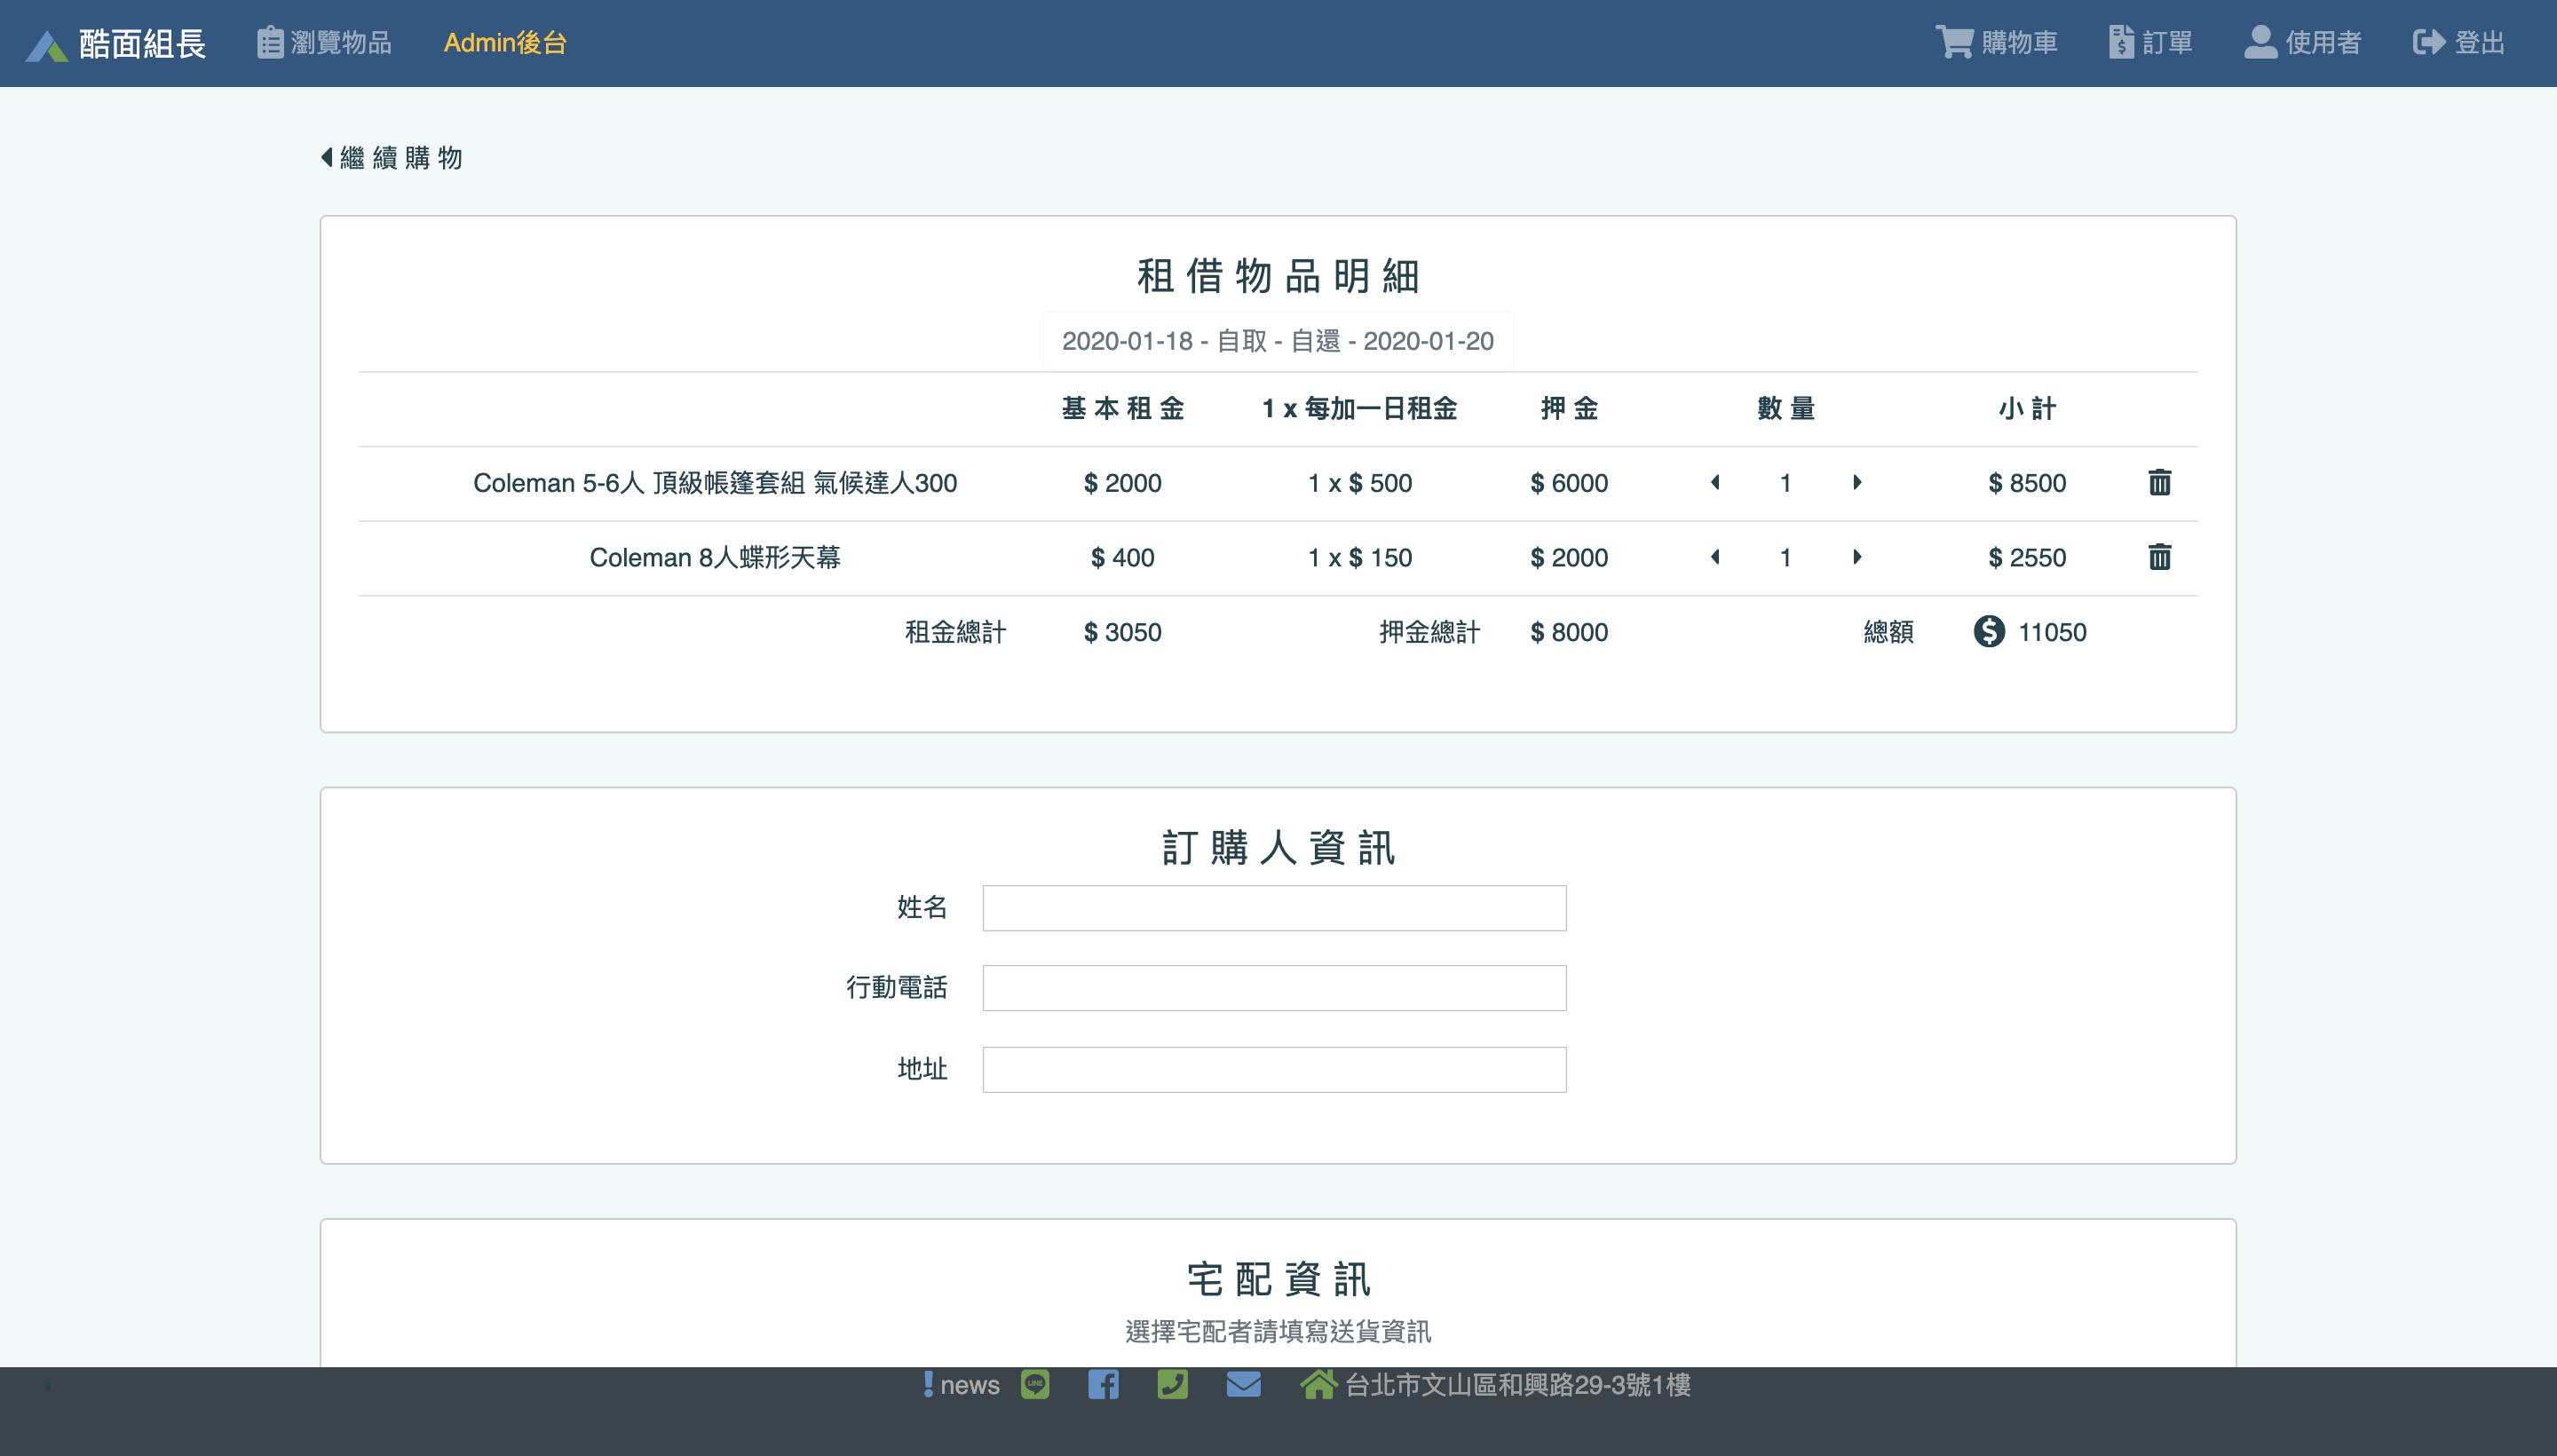 酷面組長 瀏覽物品 Admin後台 購物車 訂單 使用者 登出
繼續購物
租借物品明細
2020-01-18 - 自取 - 自還 - 2020-01-20
基本租金 1 x 每加一日租金 押金 數量 小計
Coleman 5-6人 頂級帳篷套組 氣候達人300 $ 2000 1 x $ 500 $ 6000 1 $ 8500
Coleman 8人蝶形天幕 $ 400 1 x $ 150 $ 2000 1 $ 2550
租金總計 $ 3050 押金總計 $ 8000 總額 $ 11050
訂購人資訊
姓名
行動電話
地址
宅配資訊
選擇宅配者請填寫送貨資訊
! news LINE 台北市文山區和興路29-3號1樓